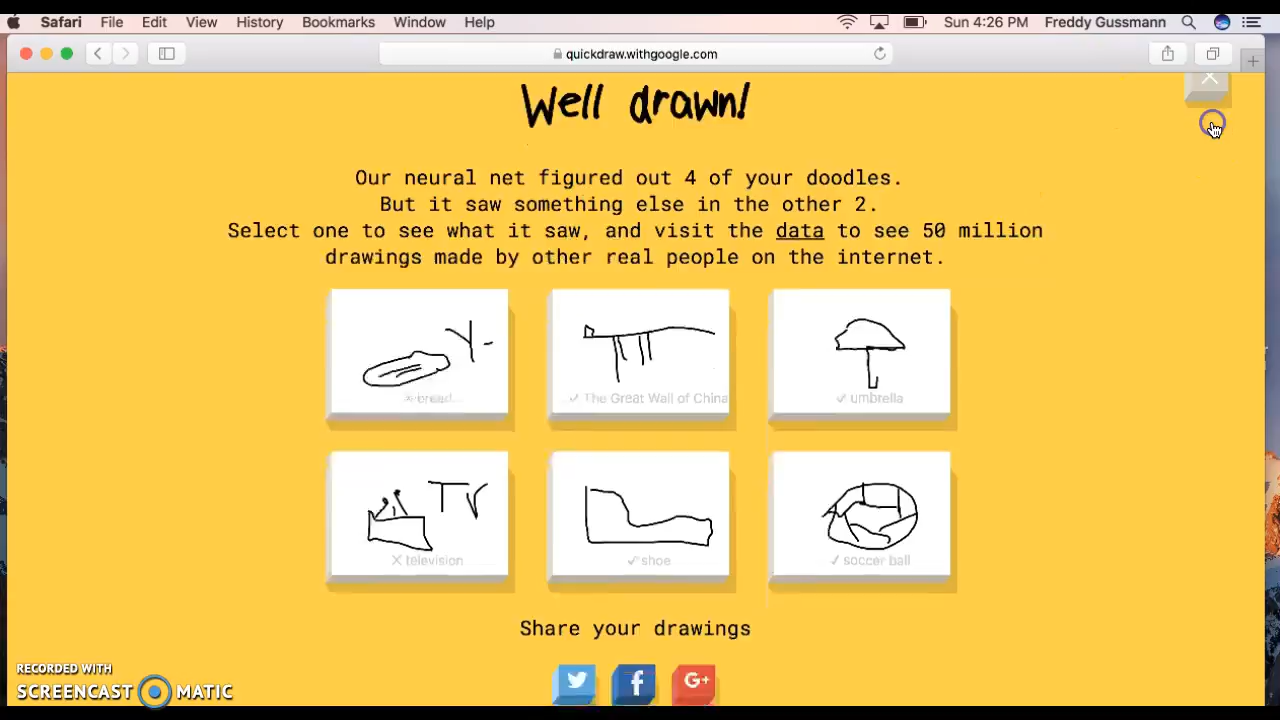 Safari File Edit View History Bookmarks Window Help Sun 4:26 PM Freddy Gussmann
quickdraw.withgoogle.com
Well drawn!
Our neural net figured out 4 of your doodles.
But it saw something else in the other 2.
Select one to see what it saw, and visit the data to see 50 million
drawings made by other real people on the internet.
Y-
× bread
✓ The Great Wall of China
✓ umbrella
TV
× television
✓ shoe
✓ soccer ball
Share your drawings
G+
RECORDED WITH
SCREENCAST MATIC